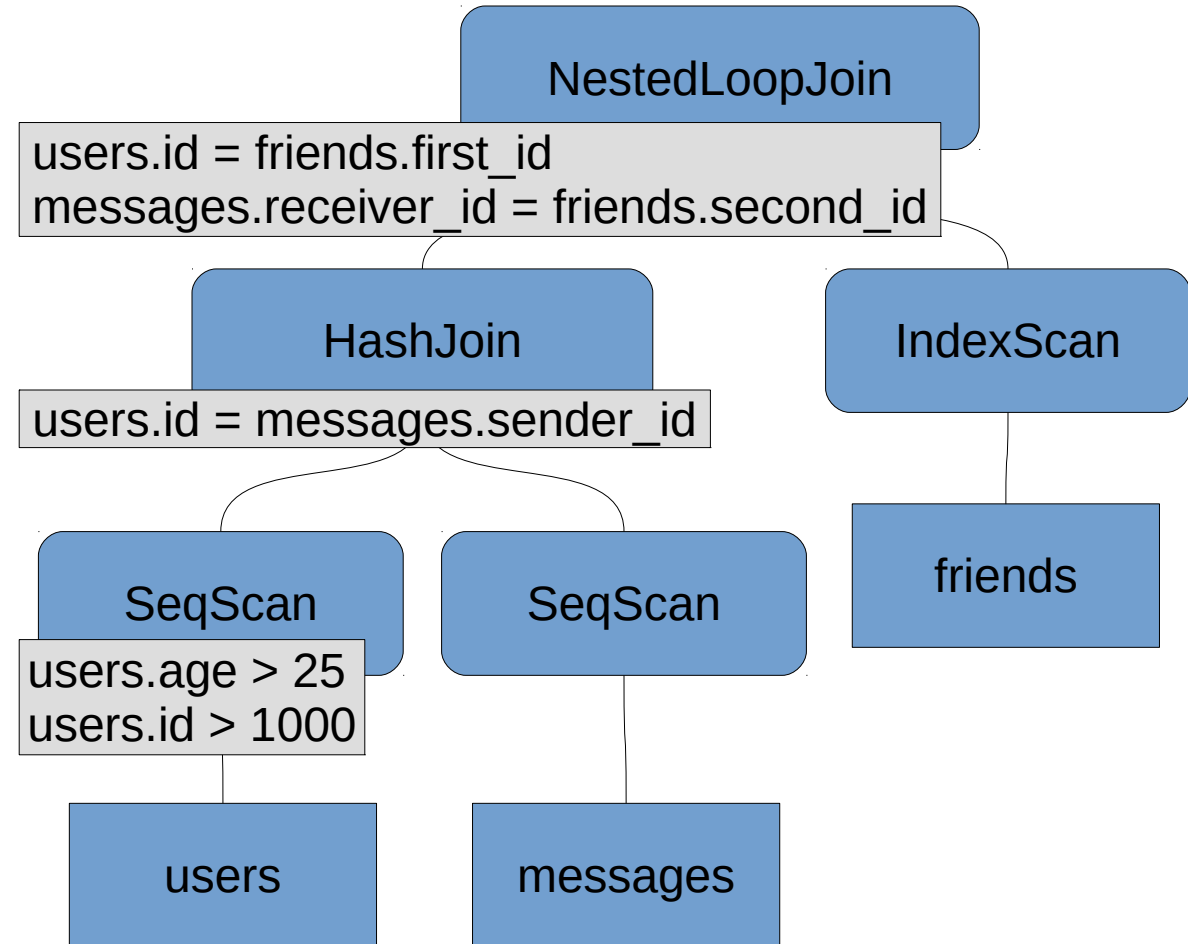 NestedLoopJoin
users.id = friends.first_id
messages.receiver_id = friends.second_id
HashJoin
IndexScan
users.id = messages.sender_id
SeqScan
SeqScan
friends
users.age > 25
users.id > 1000
users
messages